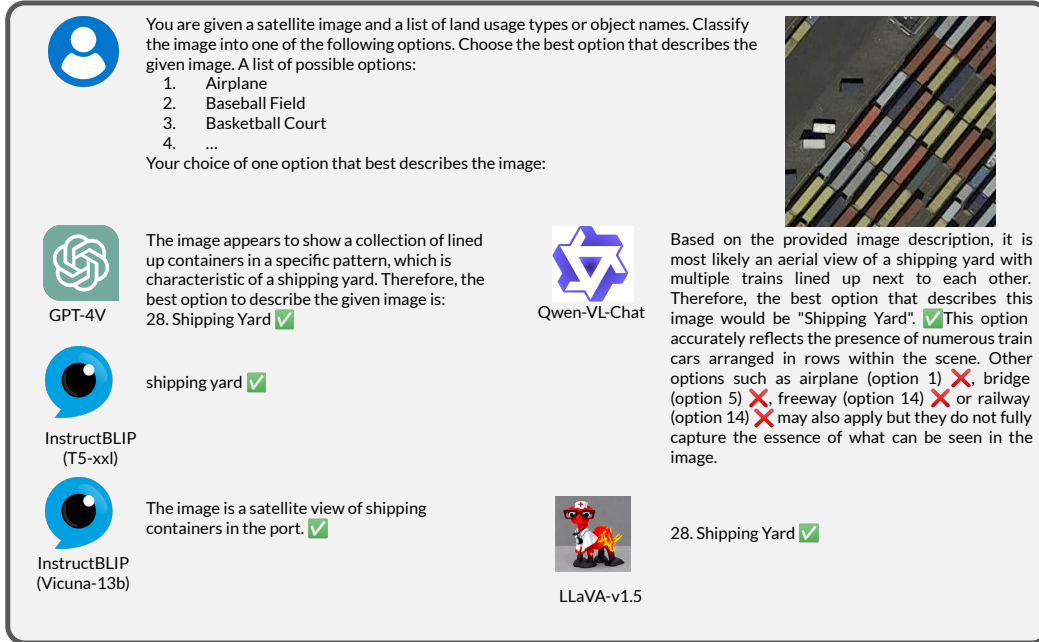 You are given a satellite image and a list of land usage types or object names. Classify
the image into one of the following options. Choose the best option that describes the
given image. A list of possible options:
1. Airplane
2. Baseball Field
3. Basketball Court
4. ...
Your choice of one option that best describes the image:
GPT-4V
The image appears to show a collection of lined
up containers in a specific pattern, which is
characteristic of a shipping yard. Therefore, the
best option to describe the given image is:
28. Shipping Yard ✅
Qwen-VL-Chat
Based on the provided image description, it is
most likely an aerial view of a shipping yard with
multiple trains lined up next to each other.
Therefore, the best option that describes this
image would be "Shipping Yard". ✅This option
accurately reflects the presence of numerous train
cars arranged in rows within the scene. Other
options such as airplane (option 1) ❌, bridge
(option 5) ❌, freeway (option 14) ❌ or railway
(option 14) ❌ may also apply but they do not fully
capture the essence of what can be seen in the
image.
InstructBLIP
(T5-xxl)
shipping yard ✅
InstructBLIP
(Vicuna-13b)
The image is a satellite view of shipping
containers in the port. ✅
LLaVA-v1.5
28. Shipping Yard ✅